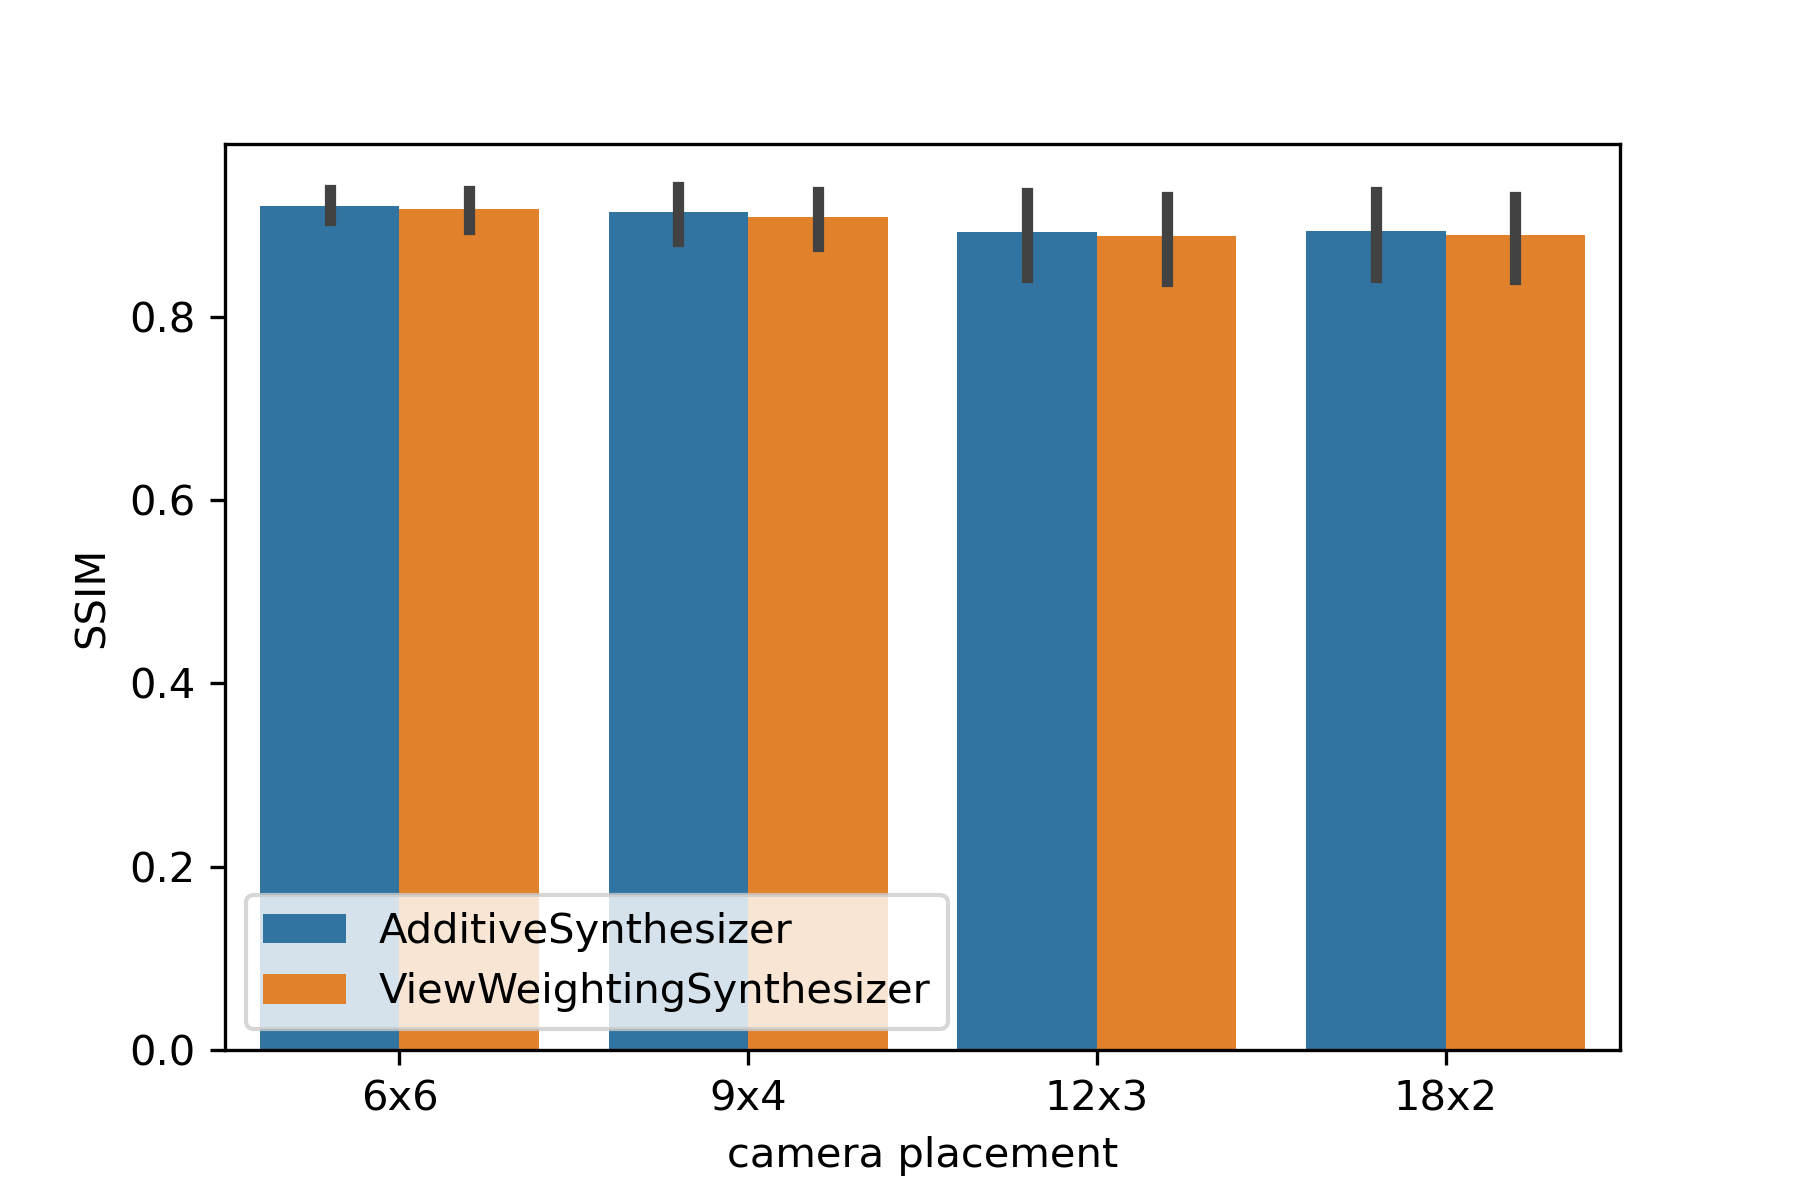 SSIM
0.8
0.6
0.4
0.2
0.0
AdditiveSynthesizer
ViewWeightingSynthesizer
6x6
9x4
12x3
18x2
camera placement